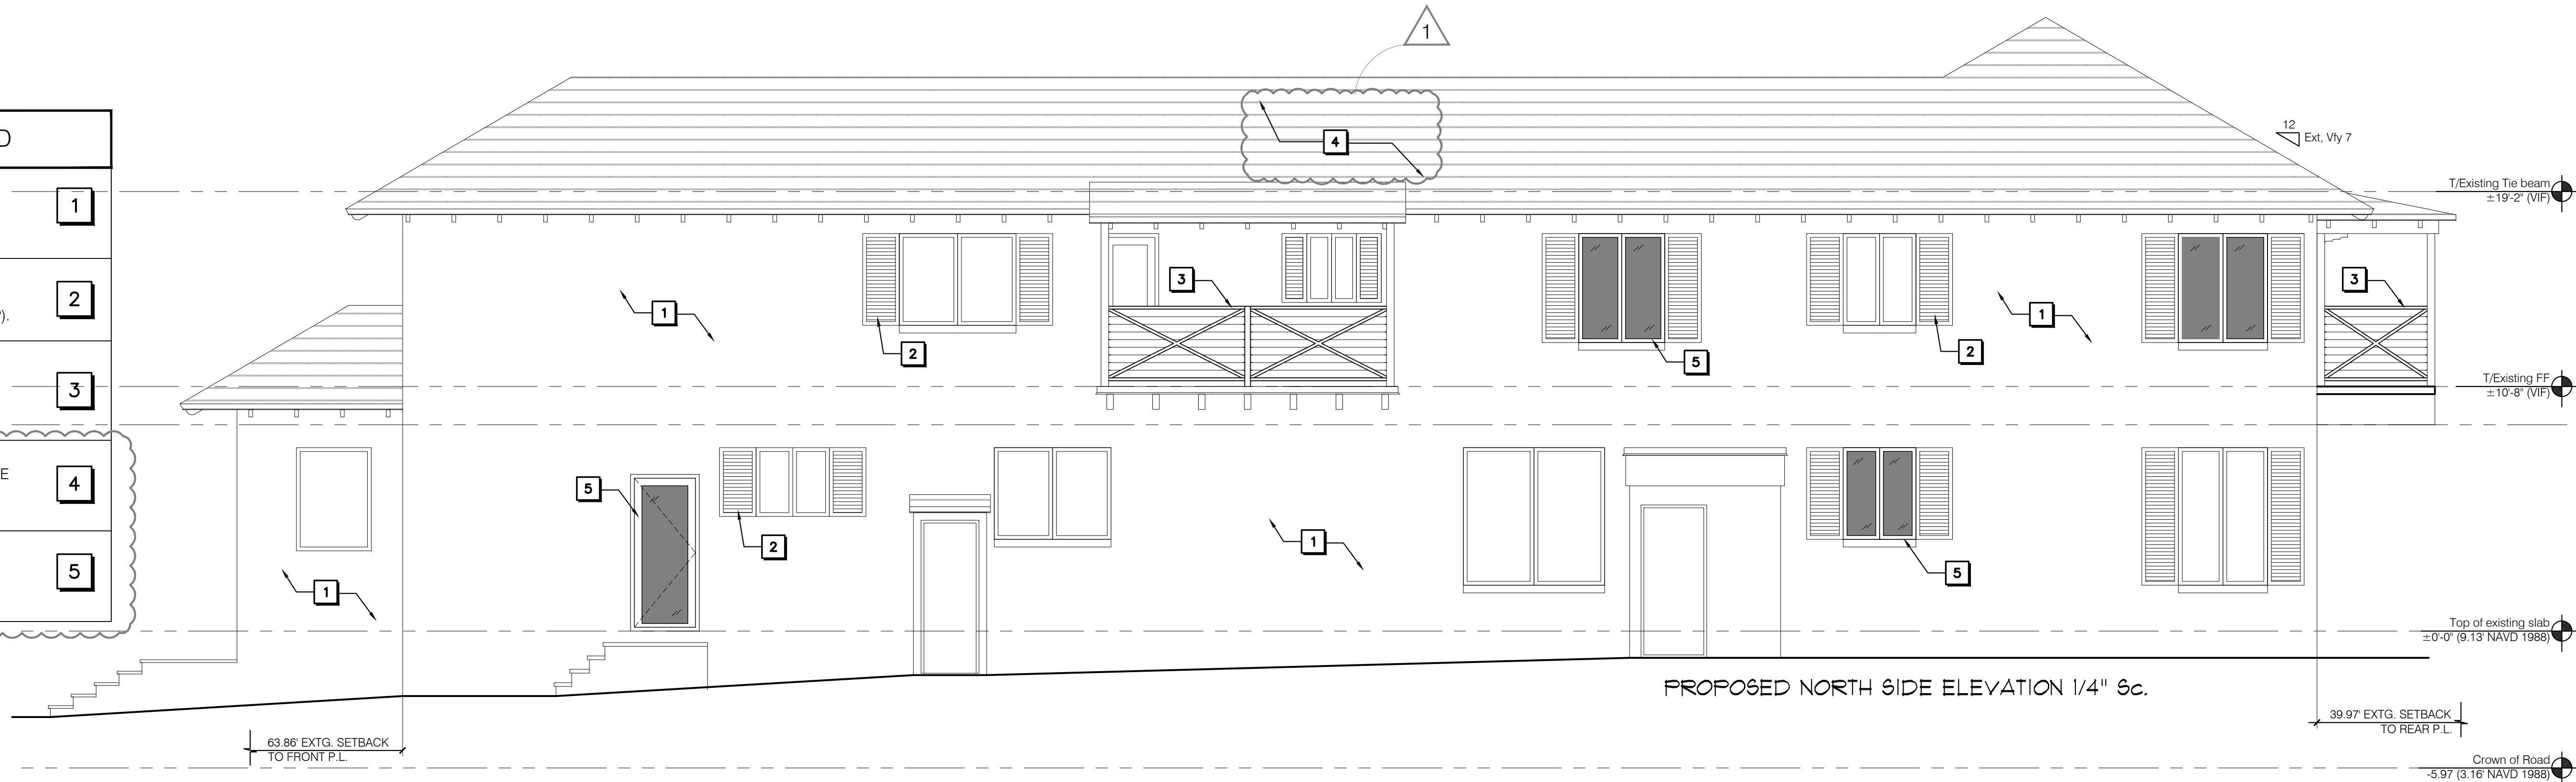 1
D
1
2
).
3
E
4
5
4
12
Ext, Vfy 7
T/Existing Tie beam
±19'-2" (VIF)
3
3
1
1
2
5
2
T/Existing FF
±10'-8" (VIF)
5
2
1
5
1
Top of existing slab
±0'-0" (9.13' NAVD 1988)
PROPOSED NORTH SIDE ELEVATION 1/4" Sc.
63.86' EXTG. SETBACK
TO FRONT P.L.
39.97' EXTG. SETBACK
TO REAR P.L.
Crown of Road
-5.97 (3.16' NAVD 1988)